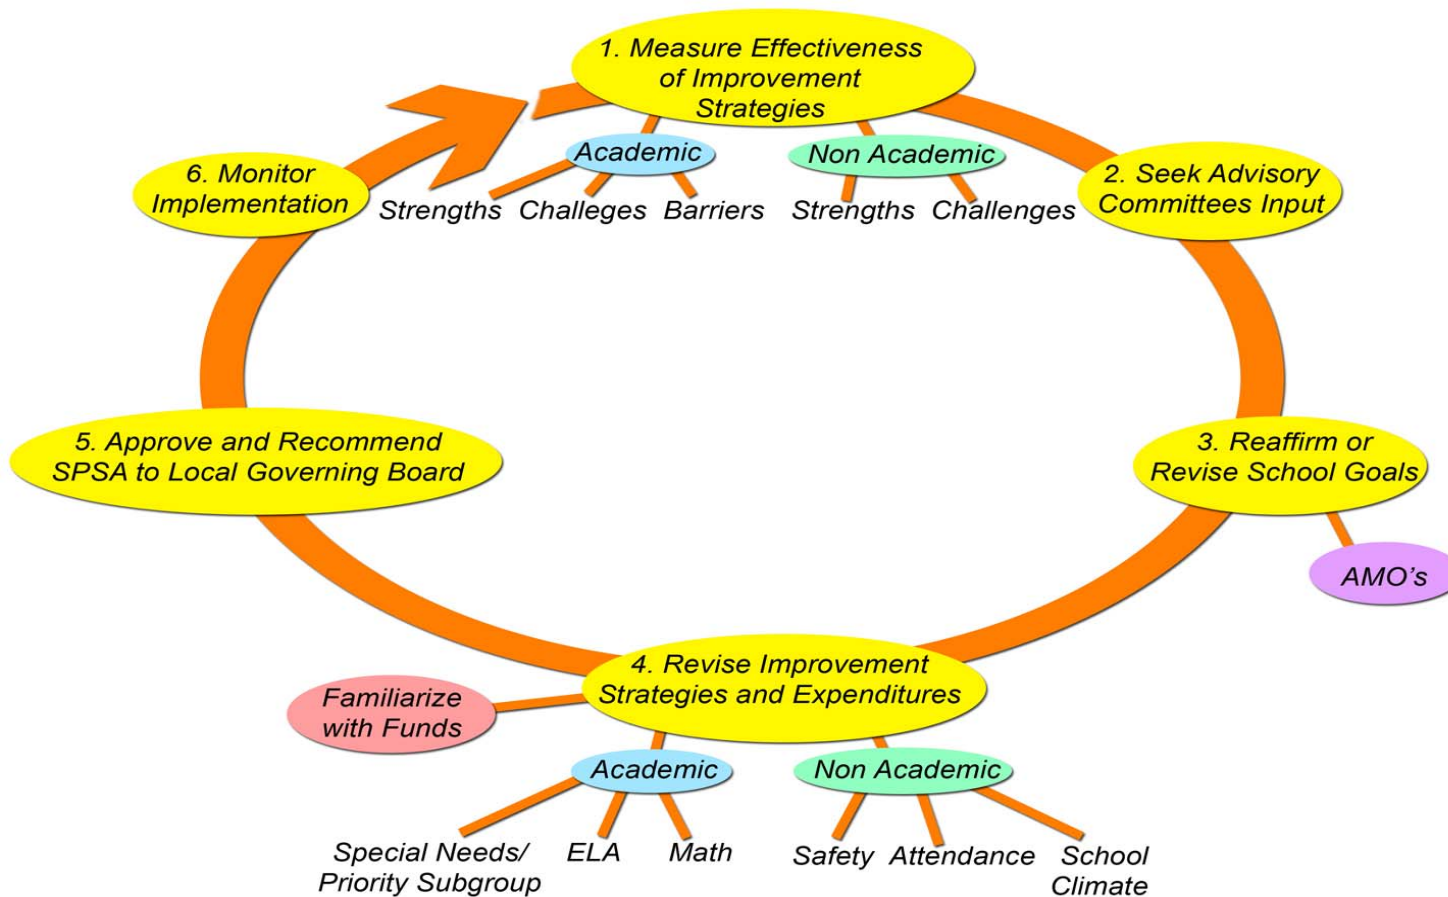 1. Measure Effectiveness
of Improvement
Strategies
Academic
Non Academic
Strengths
Challeges
Barriers
Strengths
Challenges
2. Seek Advisory
Committees Input
3. Reaffirm or
Revise School Goals
AMO's
4. Revise Improvement
Strategies and Expenditures
Familiarize
with Funds
Academic
Non Academic
Special Needs/
Priority Subgroup
ELA
Math
Safety
Attendance
School
Climate
5. Approve and Recommend
SPSA to Local Governing Board
6. Monitor
Implementation